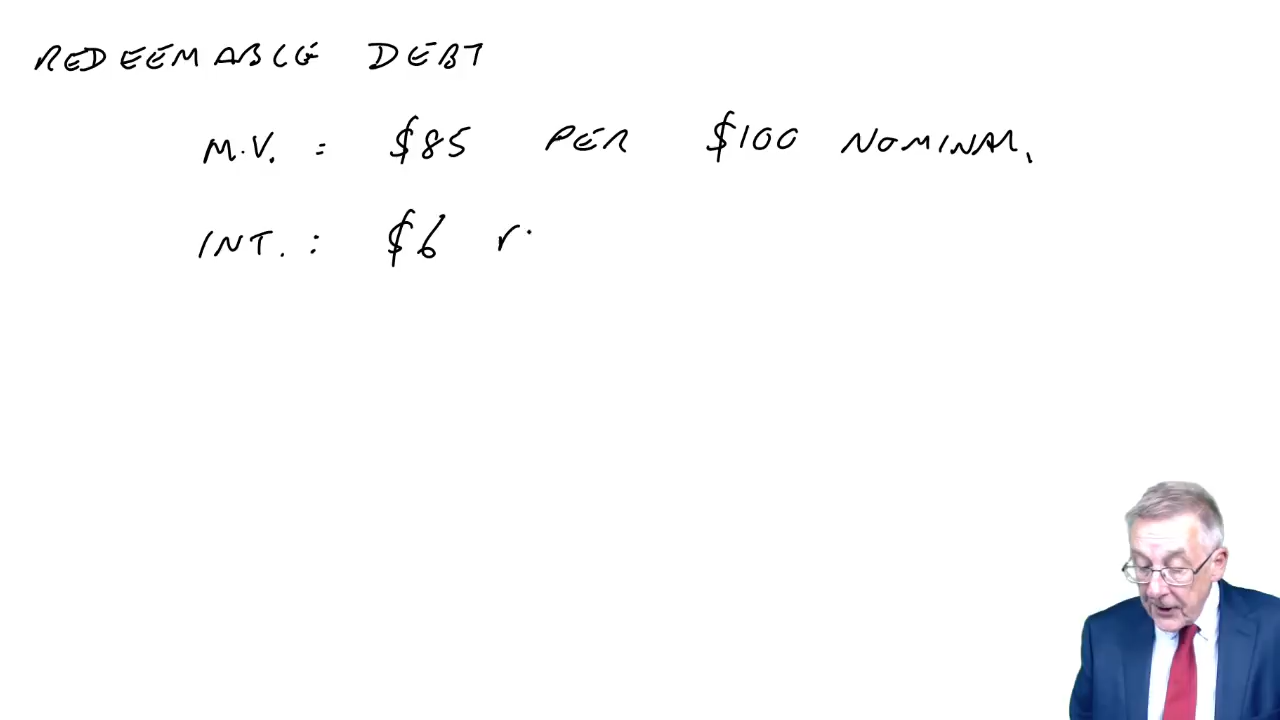 REDEEMABLE DEBT
M.V. : $85 PER $100 NOMINAL.
INT. : $6